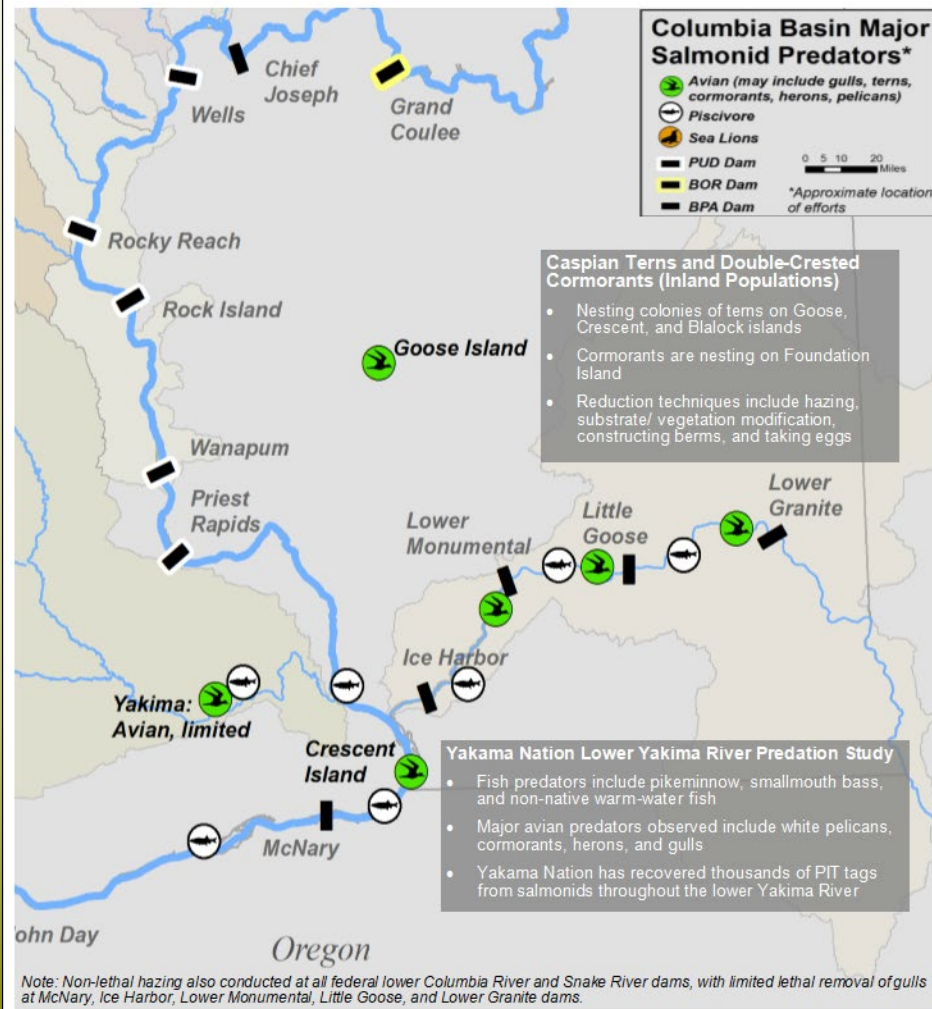 Columbia Basin Major
Salmonid Predators*
Avian (may include gulls, terns,
cormorants, herons, pelicans)
Piscivore
Sea Lions
PUD Dam
BOR Dam
BPA Dam
0 5 10 20
Miles
*Approximate location
of efforts
Chief
Joseph
Wells
Grand
Coulee
Rocky Reach
Rock Island
Goose Island
Caspian Terns and Double-Crested
Cormorants (Inland Populations)
• Nesting colonies of terns on Goose,
Crescent, and Blalock islands
• Cormorants are nesting on Foundation
Island
• Reduction techniques include hazing,
substrate/ vegetation modification,
constructing berms, and taking eggs
Wanapum
Priest
Rapids
Lower
Monumental
Little
Goose
Lower
Granite
Ice Harbor
Yakima:
Avian, limited
Crescent
Island
McNary
Yakama Nation Lower Yakima River Predation Study
• Fish predators include pikeminnow, smallmouth bass,
and non-native warm-water fish
• Major avian predators observed include white pelicans,
cormorants, herons, and gulls
• Yakama Nation has recovered thousands of PIT tags
from salmonids throughout the lower Yakima River
ohn Day
Oregon
Note: Non-lethal hazing also conducted at all federal lower Columbia River and Snake River dams, with limited lethal removal of gulls
at McNary, Ice Harbor, Lower Monumental, Little Goose, and Lower Granite dams.